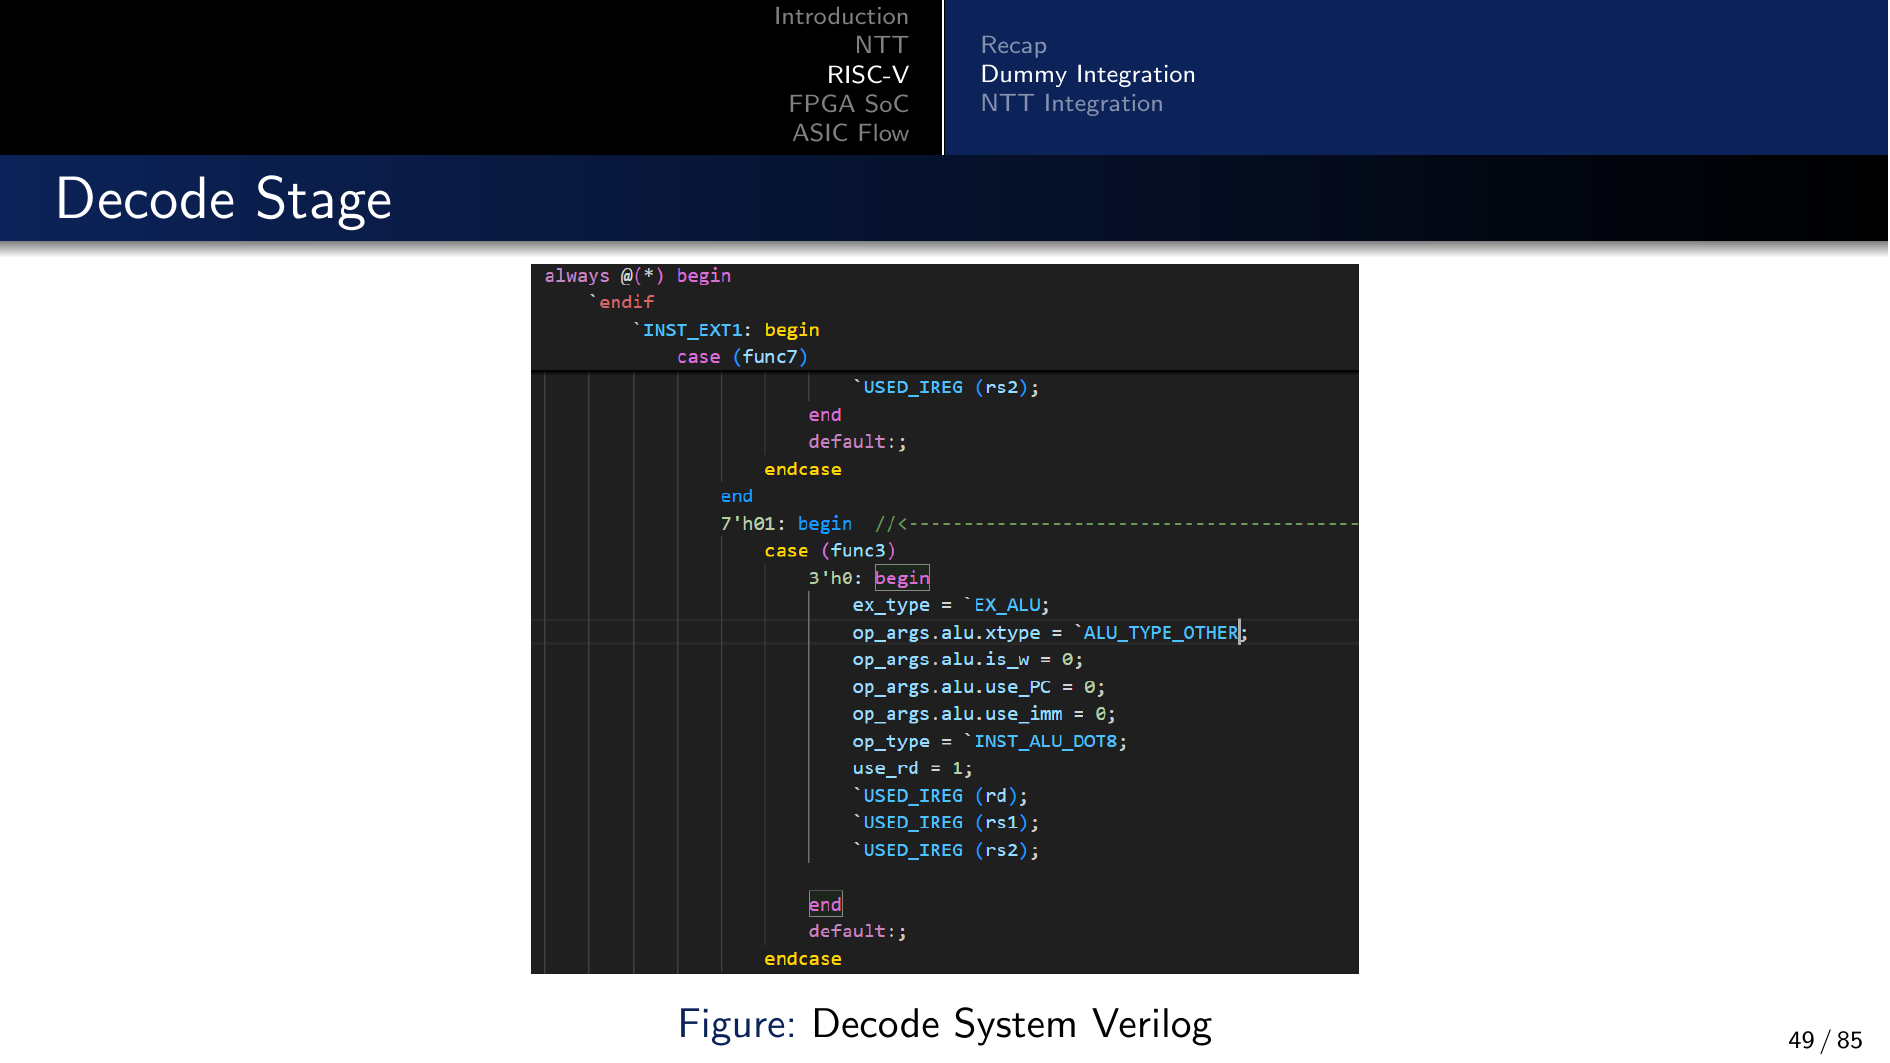 Introduction
NTT
RISC-V
FPGA SoC
ASIC Flow
Recap
Dummy Integration
NTT Integration
Decode Stage
always @(*) begin
`endif
`INST_EXT1: begin
case (func7)
`USED_IREG (rs2);
end
default:;
endcase
end
7'h01: begin  //<-----------------------------------------
case (func3)
3'h0: begin
ex_type = `EX_ALU;
op_args.alu.xtype = `ALU_TYPE_OTHER;
op_args.alu.is_w = 0;
op_args.alu.use_PC = 0;
op_args.alu.use_imm = 0;
op_type = `INST_ALU_DOT8;
use_rd = 1;
`USED_IREG (rd);
`USED_IREG (rs1);
`USED_IREG (rs2);
end
default:;
endcase
Figure: Decode System Verilog
49 / 85